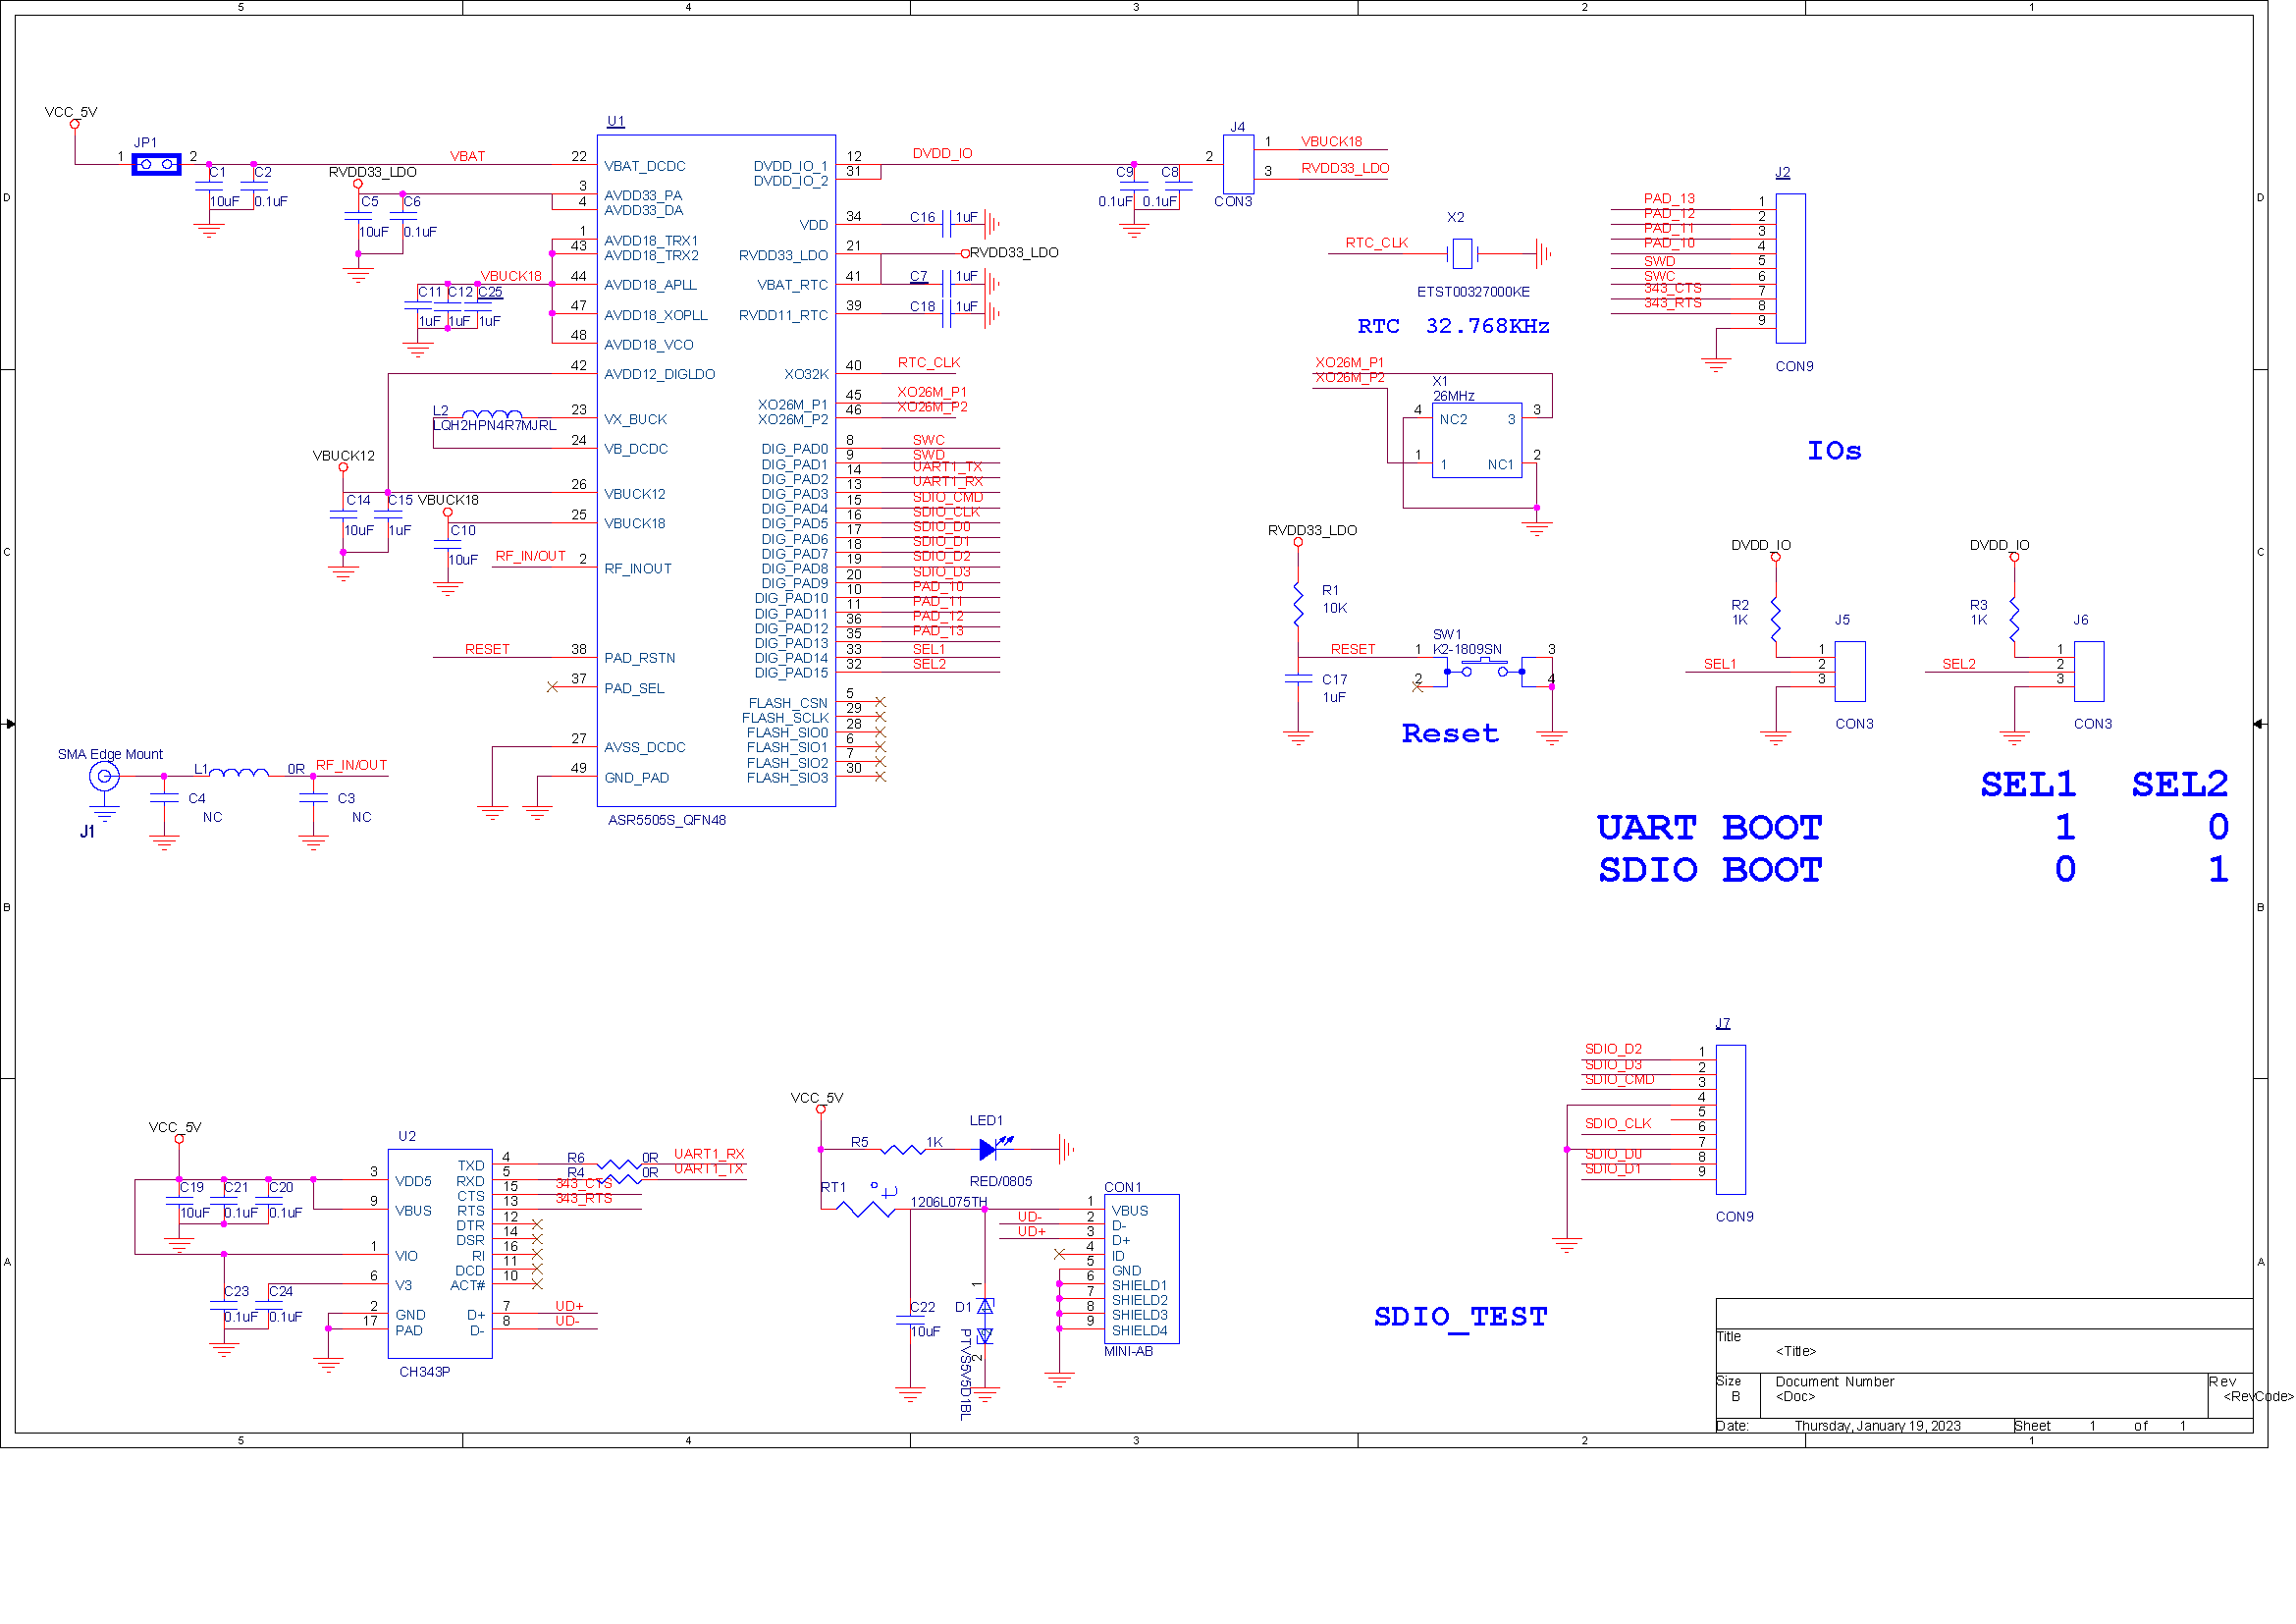 5 4 3 2 1
D
C
B
A
VCC_5V
JP1
1 2
VBAT
C1 C2
10uF 0.1uF
RVDD33_LDO
C5 C6
10uF 0.1uF
VBUCK18
C11 C12 C25
1uF 1uF 1uF
L2
LQH2HPN4R7MJRL
VBUCK12
C14 C15
10uF 1uF
VBUCK18
C10
10uF
RF_IN/OUT
RESET
U1
22 VBAT_DCDC
3 AVDD33_PA
4 AVDD33_DA
1 AVDD18_TRX1
43 AVDD18_TRX2
44 AVDD18_APLL
47 AVDD18_XOPLL
48 AVDD18_VCO
42 AVDD12_DIGLDO
23 VX_BUCK
24 VB_DCDC
26 VBUCK12
25 VBUCK18
2 RF_INOUT
38 PAD_RSTN
37 PAD_SEL
27 AVSS_DCDC
49 GND_PAD
DVDD_IO_1 12 DVDD_IO
DVDD_IO_2 31
VDD 34 C16 1uF
RVDD33_LDO 21 RVDD33_LDO
VBAT_RTC 41 C7 1uF
RVDD11_RTC 39 C18 1uF
XO32K 40 RTC_CLK
XO26M_P1 45 XO26M_P1
XO26M_P2 46 XO26M_P2
DIG_PAD0 8 SWC
DIG_PAD1 9 SWD
DIG_PAD2 14 UART1_TX
DIG_PAD3 13 UART1_RX
DIG_PAD4 15 SDIO_CMD
DIG_PAD5 16 SDIO_CLK
DIG_PAD6 17 SDIO_D0
DIG_PAD7 18 SDIO_D1
DIG_PAD8 19 SDIO_D2
DIG_PAD9 20 SDIO_D3
DIG_PAD10 10 PAD_10
DIG_PAD11 11 PAD_11
DIG_PAD12 36 PAD_12
DIG_PAD13 35 PAD_13
DIG_PAD14 33 SEL1
DIG_PAD15 32 SEL2
FLASH_CSN 5
FLASH_SCLK 29
FLASH_SIO0 28
FLASH_SIO1 6
FLASH_SIO2 7
FLASH_SIO3 30
ASR5505S_QFN48
C9 C8
0.1uF 0.1uF
J4
2
1 VBUCK18
3 RVDD33_LDO
CON3
X2
RTC_CLK
ETST00327000KE
RTC 32.768KHz
XO26M_P1
XO26M_P2
X1
26MHz
4 NC2 3 3
1 1 NC1 2
J2
PAD_13 1
PAD_12 2
PAD_11 3
PAD_10 4
SWD 5
SWC 6
343_CTS 7
343_RTS 8
9
CON9
IOs
RVDD33_LDO
R1
10K
RESET
C17
1uF
SW1
K2-1809SN
1 3
2 4
Reset
DVDD_IO
R2
1K
J5
SEL1
1
2
3
CON3
DVDD_IO
R3
1K
J6
SEL2
1
2
3
CON3
SEL1 SEL2
UART BOOT 1 0
SDIO BOOT 0 1
SMA Edge Mount
J1
L1 0R RF_IN/OUT
C4 C3
NC NC
VCC_5V
C19 C21 C20
10uF 0.1uF 0.1uF
C23 C24
0.1uF 0.1uF
U2
3 VDD5
9 VBUS
1 VIO
6 V3
2 GND
17 PAD
TXD 4 R6 0R UART1_RX
RXD 5 R4 0R UART1_TX
CTS 15 343_CTS
RTS 13 343_RTS
DTR 12
DSR 14
RI 16
DCD 11
ACT# 10
D+ 7 UD+
D- 8 UD-
CH343P
VCC_5V
R5 1K
LED1
RED/0805
RT1
1206L075TH
C22
10uF
D1
1
2
PTVS5V5D1BL
UD-
UD+
CON1
1 VBUS
2 D-
3 D+
4 ID
5 GND
6 SHIELD1
7 SHIELD2
8 SHIELD3
9 SHIELD4
MINI-AB
J7
SDIO_D2 1
SDIO_D3 2
SDIO_CMD 3
4
5
SDIO_CLK 6
7
SDIO_D0 8
SDIO_D1 9
CON9
SDIO_TEST
Title
<Title>
Size
B
Document Number
<Doc>
Rev
<RevCode>
Date: Thursday, January 19, 2023
Sheet 1 of 1
D
C
B
A
5 4 3 2 1